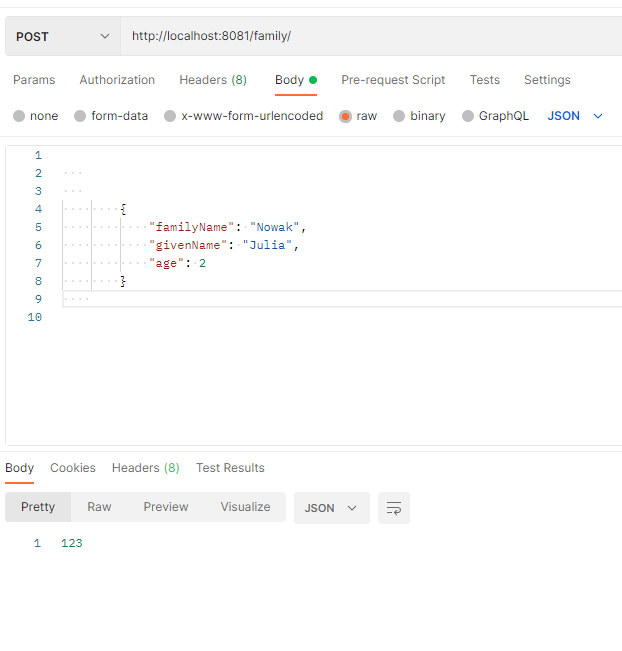 POST http://localhost:8081/family/
Params Authorization Headers (8) Body Pre-request Script Tests Settings
none form-data x-www-form-urlencoded raw binary GraphQL JSON
1
2
3
4 {
5 "familyName": "Nowak",
6 "givenName": "Julia",
7 "age": 2
8 }
9
10
Body Cookies Headers (8) Test Results
Pretty Raw Preview Visualize JSON
1 123